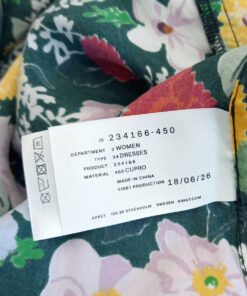 ID 234166-450
DEPARTMENT 2 WOMEN
TYPE 24 DRESSES
PRODUCT 234166
MATERIAL 450 CUPRO
MADE IN CHINA
FIRST PRODUCTION 18/06/26
ARKET 106 38 STOCKHOLM SWEDEN ARKET.COM